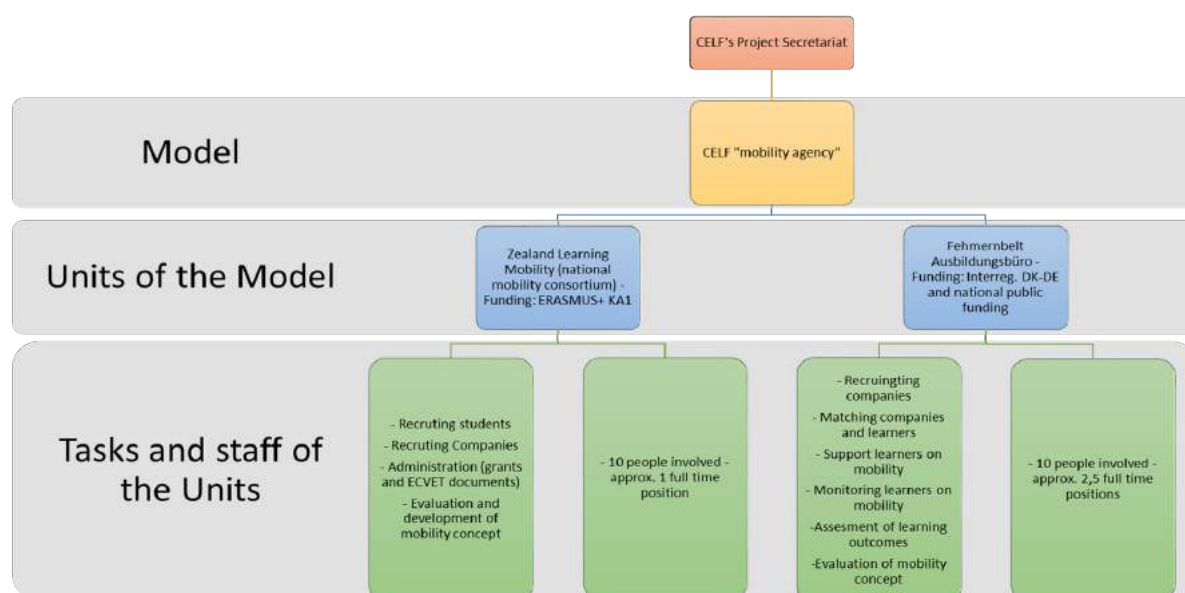 CELF's Project Secretariat
Model
CELF "mobility agency"
Units of the Model
Zealand Learning
Mobility (national
mobility consortium) -
Funding: ERASMUS+ KA1
Fehmernbelt
Ausbildungsbüro -
Funding: Interreg. DK-DE
and national public
funding
Tasks and staff of
the Units
- Recruting students
- Recruting Companies
- Administration (grants
and ECVET documents)
- Evaluation and
development of
mobility concept
- 10 people involved -
approx. 1 full time
position
- Recruingting
companies
- Matching companies
and learners
- Support learners on
mobility
- Monitoring learners on
mobility
-Assesment of learning
outcomes
-Evaluation of mobility
concept
- 10 people involved -
approx. 2,5 full time
positions